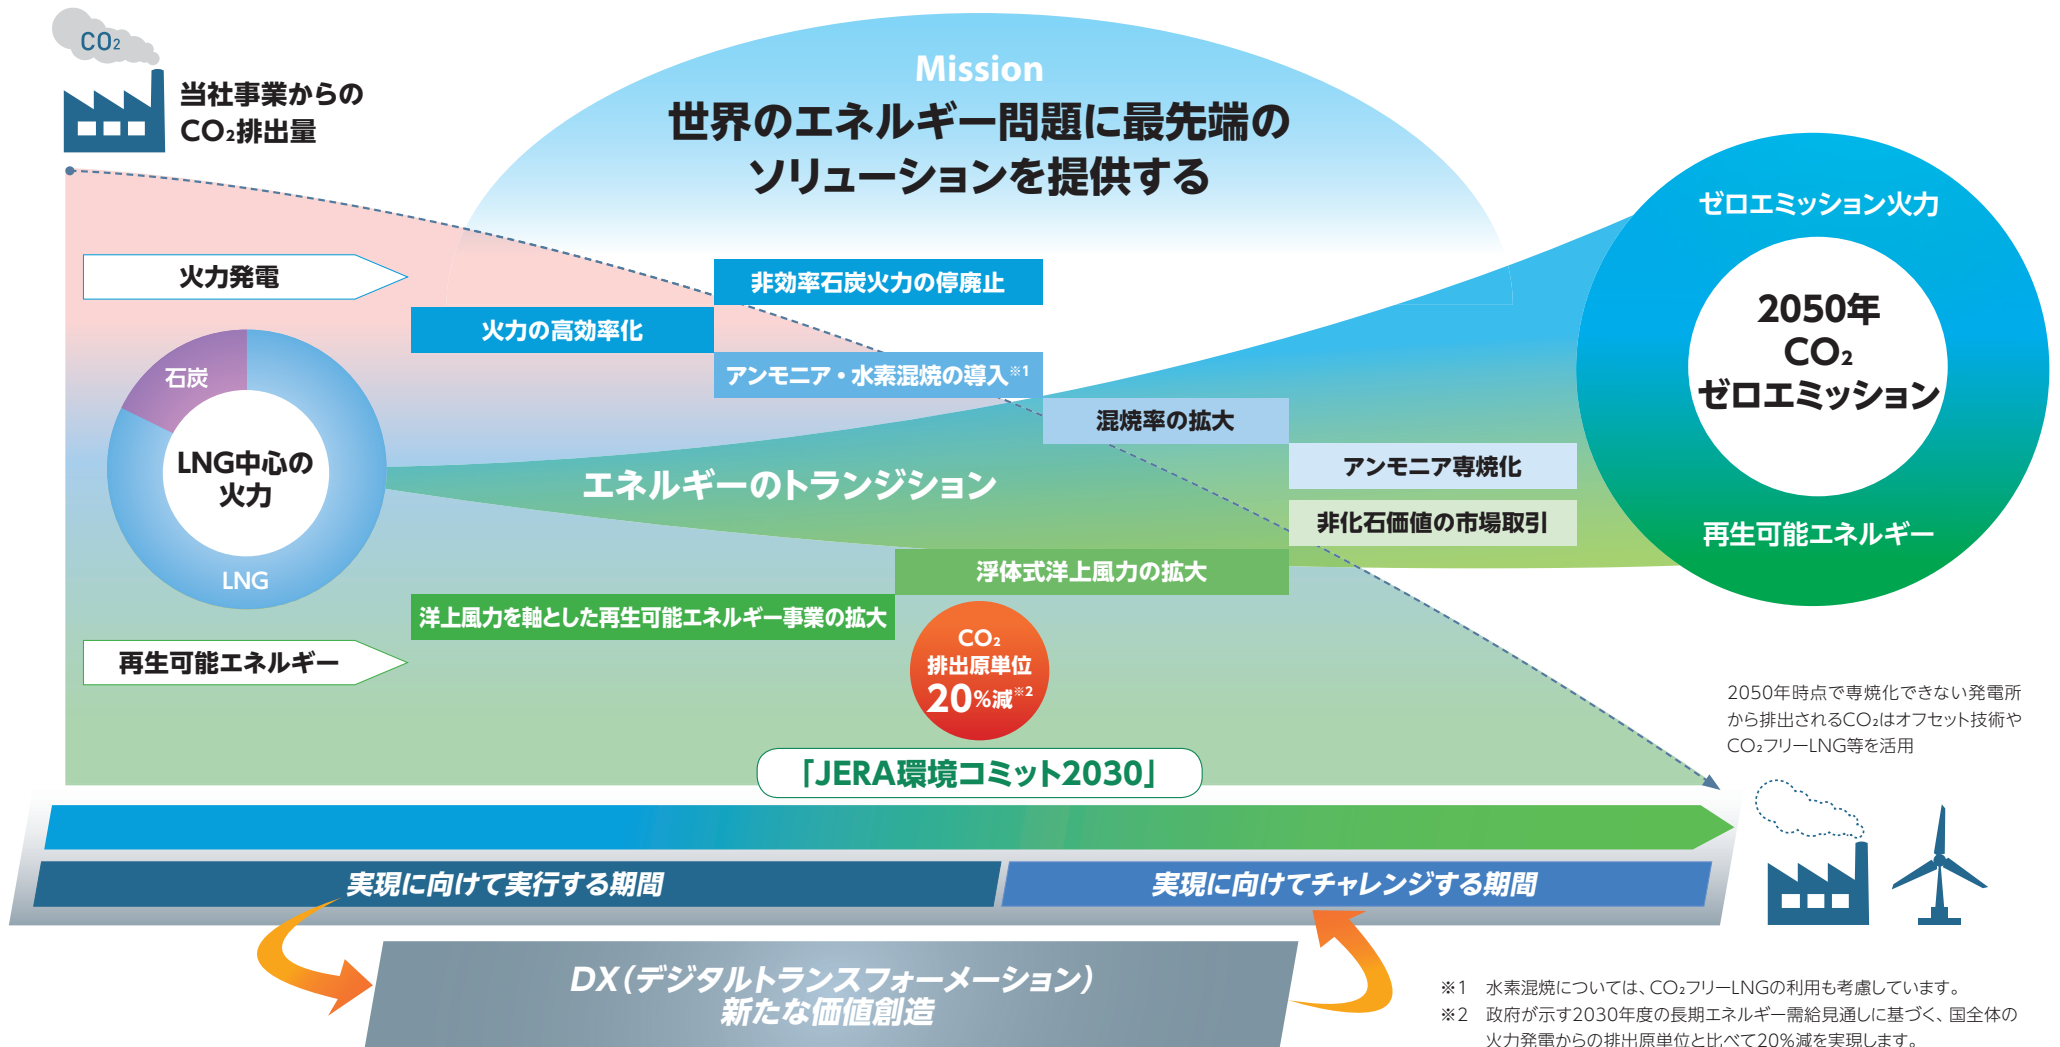 CO₂
当社事業からの
CO₂排出量
Mission
世界のエネルギー問題に最先端の
ソリューションを提供する
火力発電
非効率石炭火力の停廃止
火力の高効率化
アンモニア・水素混焼の導入※1
混焼率の拡大
アンモニア専焼化
非化石価値の市場取引
石炭
LNG中心の
火力
LNG
エネルギーのトランジション
ゼロエミッション火力
2050年
CO₂
ゼロエミッション
再生可能エネルギー
浮体式洋上風力の拡大
洋上風力を軸とした再生可能エネルギー事業の拡大
再生可能エネルギー
CO₂
排出原単位
20%減※2
「JERA環境コミット2030」
2050年時点で専焼化できない発電所
から排出されるCO₂はオフセット技術や
CO₂フリーLNG等を活用
実現に向けて実行する期間
実現に向けてチャレンジする期間
DX（デジタルトランスフォーメーション）
新たな価値創造
※1 水素混焼については、CO₂フリーLNGの利用も考慮しています。
※2 政府が示す2030年度の長期エネルギー需給見通しに基づく、国全体の
火力発電からの排出原単位と比べて20%減を実現します。